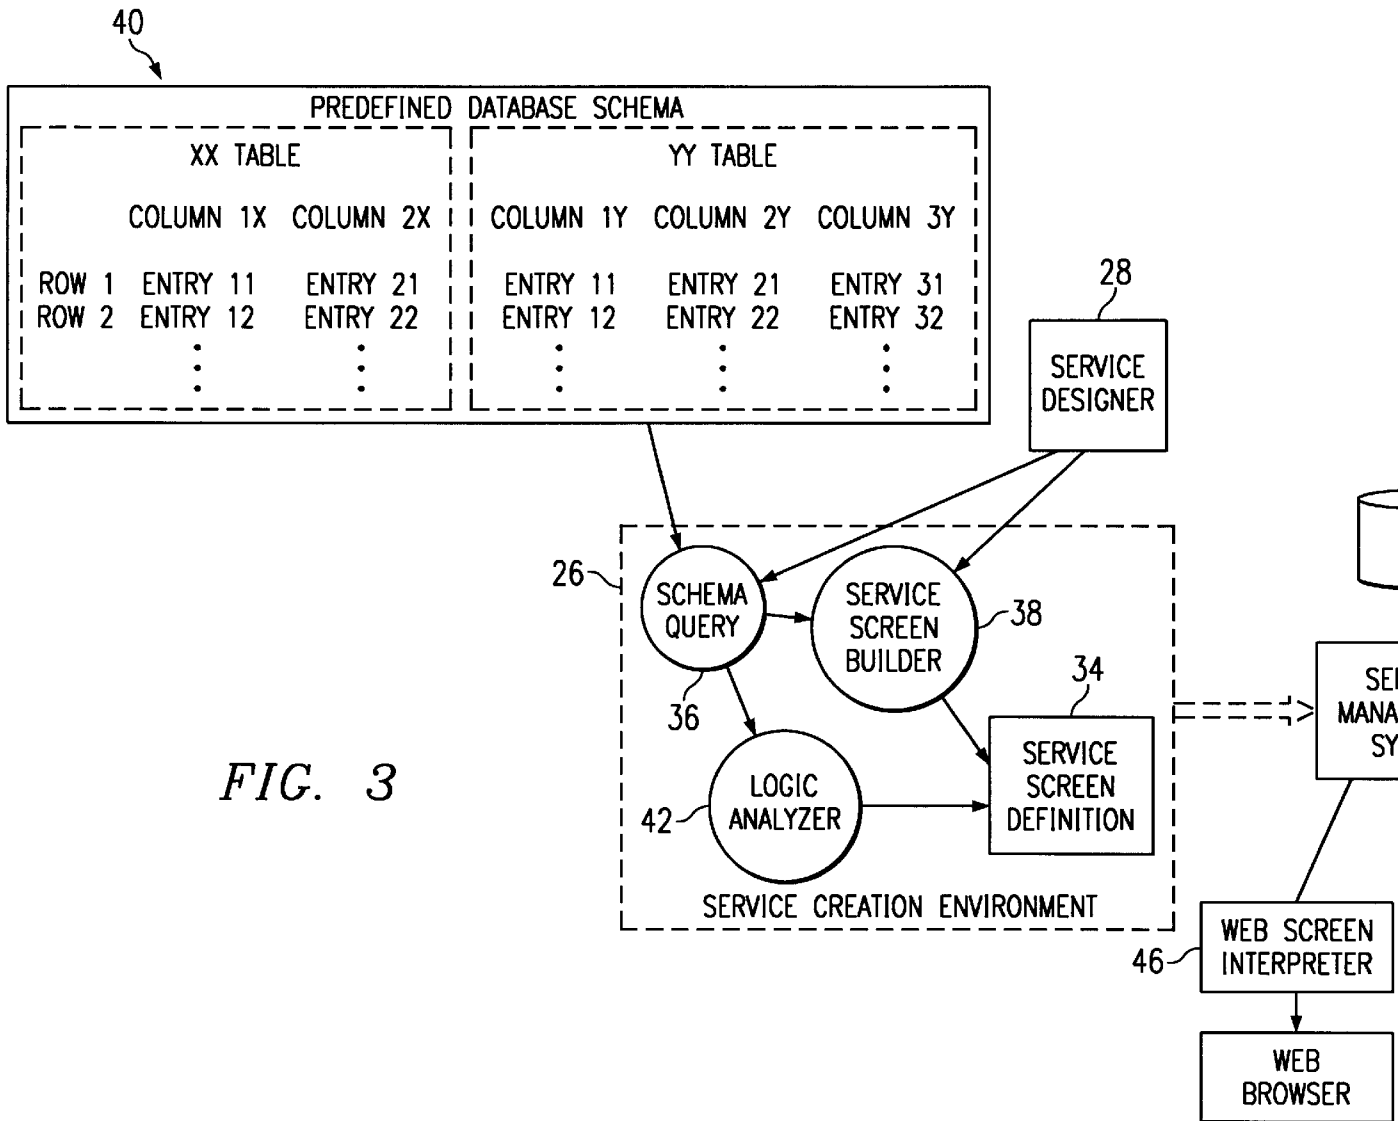 40
PREDEFINED DATABASE SCHEMA
XX TABLE
YY TABLE
COLUMN 1X COLUMN 2X
COLUMN 1Y COLUMN 2Y COLUMN 3Y
ROW 1 ENTRY 11 ENTRY 21
ENTRY 11 ENTRY 21 ENTRY 31
ROW 2 ENTRY 12 ENTRY 22
ENTRY 12 ENTRY 22 ENTRY 32
28
SERVICE
DESIGNER
26
SCHEMA
QUERY
36
SERVICE
SCREEN
BUILDER
38
34
SERVICE
SCREEN
DEFINITION
LOGIC
ANALYZER
42
SERVICE CREATION ENVIRONMENT
FIG. 3
WEB SCREEN
INTERPRETER
46
WEB
BROWSER